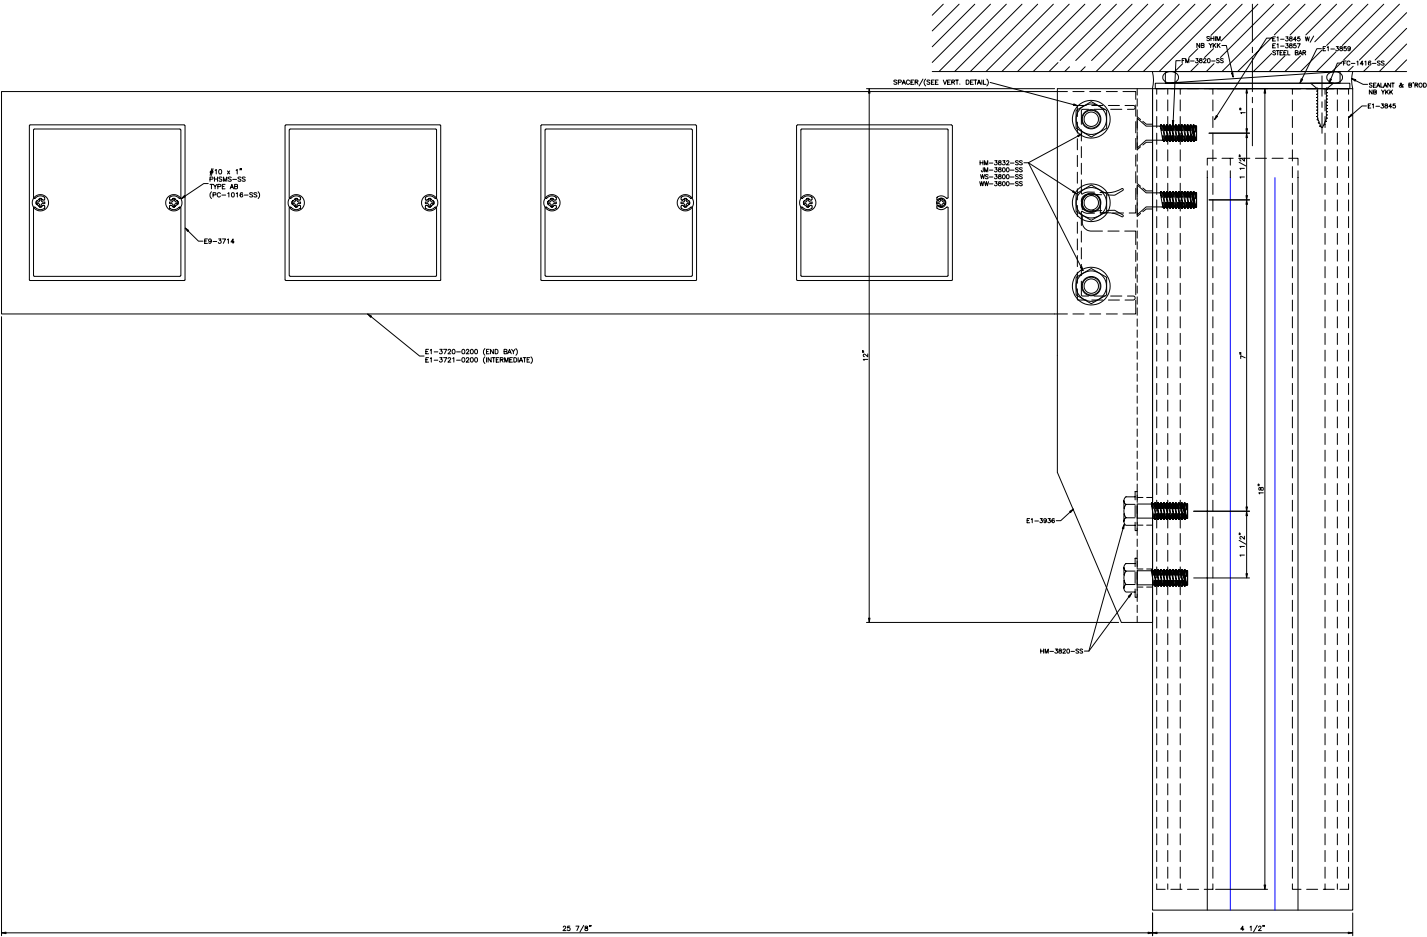 SHIM
NB YKK
E1-3845 W/
E1-3857
STEEL BAR
E1-3859
FM-3820-SS
FC-1416-SS
SPACER/(SEE VERT. DETAIL)
SEALANT & B'ROD
NB YKK
E1-3845
1"
1 1/2"
#10 x 1"
PHSMS-SS
TYPE AB
(PC-1016-SS)
HM-3832-SS
JM-3800-SS
WS-3800-SS
WW-3800-SS
E9-3714
E1-3720-0200 (END BAY)
E1-3721-0200 (INTERMEDIATE)
12"
7"
18"
E1-3936
1 1/2"
HM-3820-SS
25 7/8"
4 1/2"